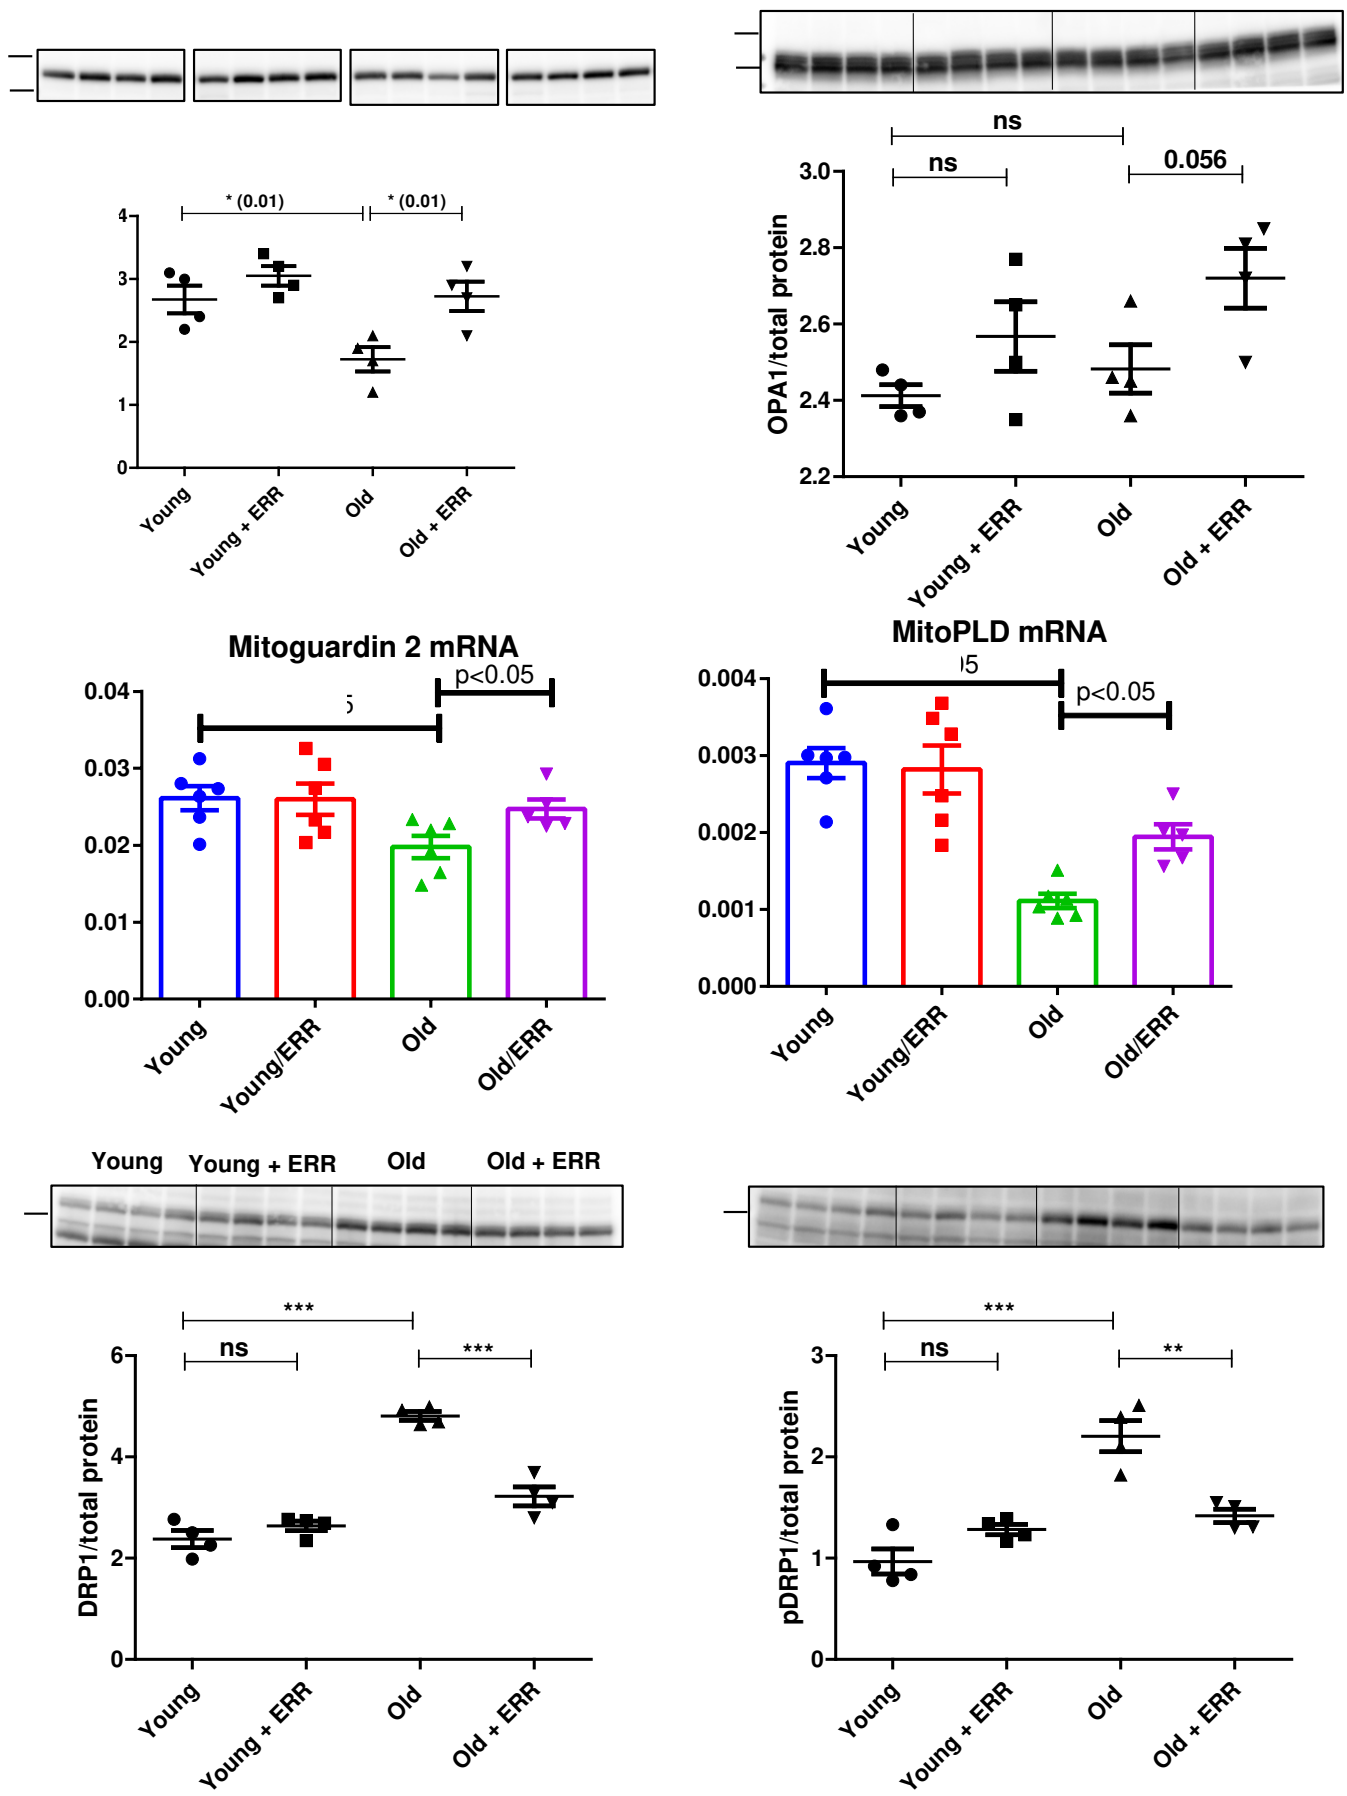 ns
ns
0.056
3.0
2.8
2.6
2.4
2.2
OPA1/total protein
Young
Young + ERR
Old
Old + ERR
* (0.01)
* (0.01)
4
3
2
1
0
Young
Young + ERR
Old
Old + ERR
Mitoguardin 2 mRNA
p<0.05
5
0.04
0.03
0.02
0.01
0.00
Young
Young/ERR
Old
Old/ERR
MitoPLD mRNA
05
p<0.05
0.004
0.003
0.002
0.001
0.000
Young
Young/ERR
Old
Old/ERR
Young Young + ERR Old Old + ERR
***
ns
***
6
4
2
0
DRP1/total protein
Young
Young + ERR
Old
Old + ERR
***
ns
**
3
2
1
0
pDRP1/total protein
Young
Young + ERR
Old
Old + ERR